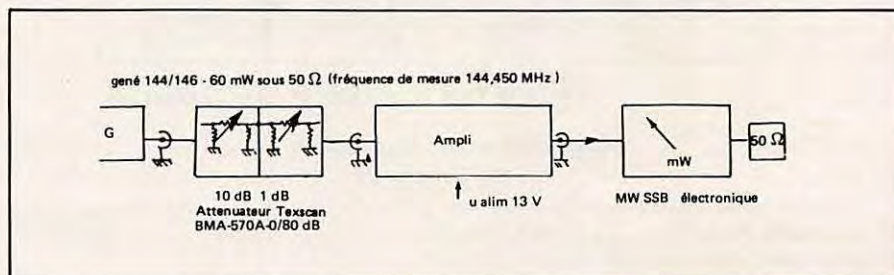 gené 144/146 - 60 mW sous 50 Ω (fréquence de mesure 144,450 MHz )
G
Ampli
mW
50 Ω
10 dB 1 dB
Attenuateur Texscan
BMA-570A-0/80 dB
u alim 13 V
MW SSB électronique